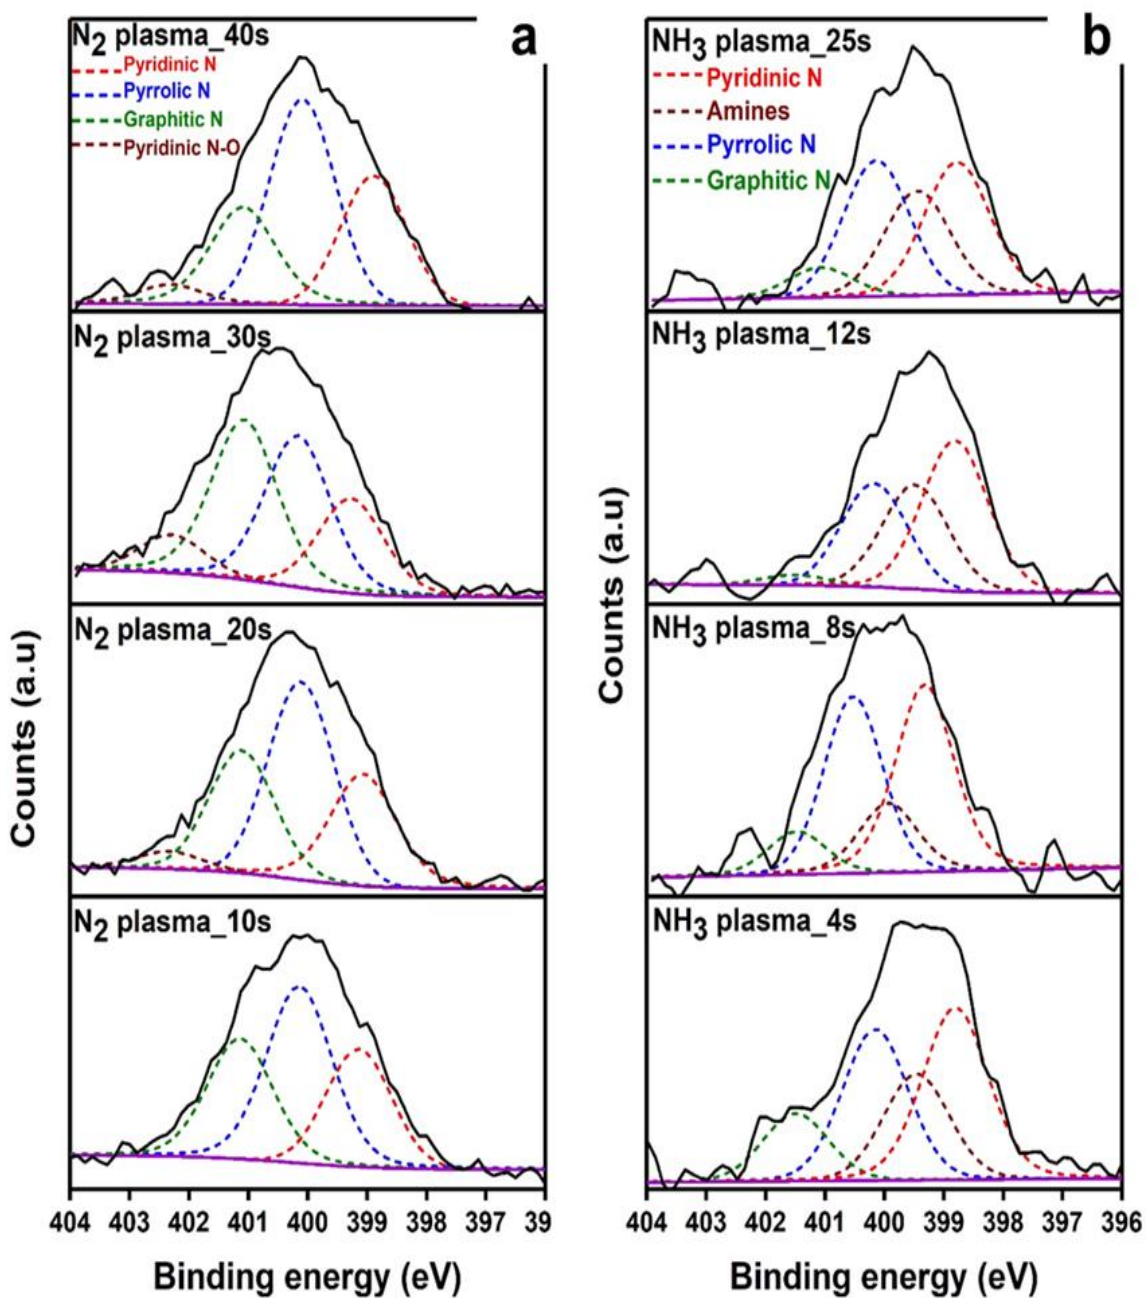 a
N2 plasma_40s
Pyridinic N
Pyrrolic N
Graphitic N
Pyridinic N-O
N2 plasma_30s
N2 plasma_20s
N2 plasma_10s
Counts (a.u)
404 403 402 401 400 399 398 397 39
Binding energy (eV)
b
NH3 plasma_25s
Pyridinic N
Amines
Pyrrolic N
Graphitic N
NH3 plasma_12s
NH3 plasma_8s
NH3 plasma_4s
Counts (a.u)
404 403 402 401 400 399 398 397 396
Binding energy (eV)